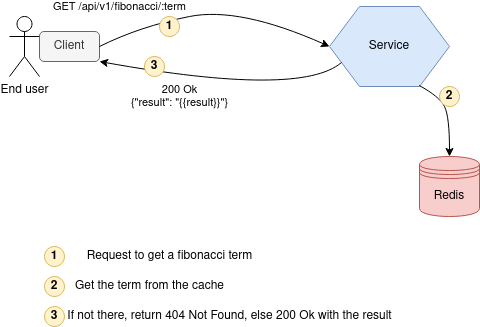 GET /api/v1/fibonacci/:term
1
Client
Service
3
End user
200 Ok
{"result": "{{result}}"}
2
Redis
1 Request to get a fibonacci term
2 Get the term from the cache
3 If not there, return 404 Not Found, else 200 Ok with the result